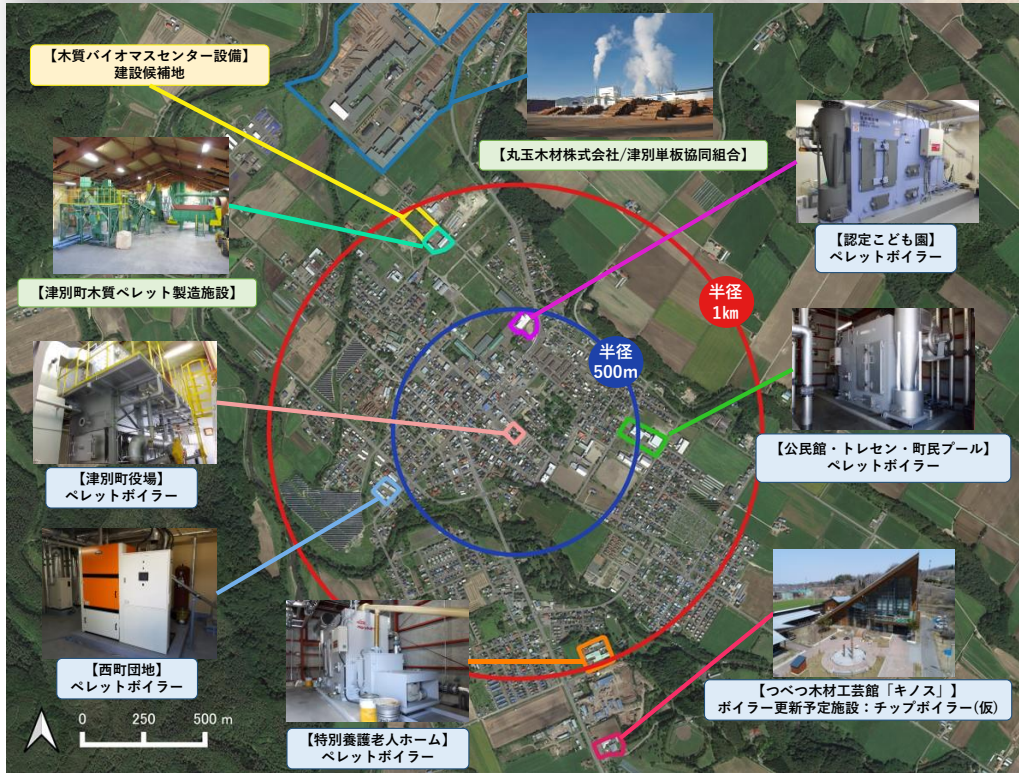 【木質バイオマスセンター設備】
建設候補地
【丸玉木材株式会社/津別単板協同組合】
【認定こども園】
ペレットボイラー
【津別町木質ペレット製造施設】
半径
1km
半径
500m
【公民館・トレセン・町民プール】
ペレットボイラー
【津別町役場】
ペレットボイラー
【西町団地】
ペレットボイラー
【つべつ木材工芸館「キノス」】
ボイラー更新予定施設：チップボイラー(仮)
【特別養護老人ホーム】
ペレットボイラー
0 250 500 m